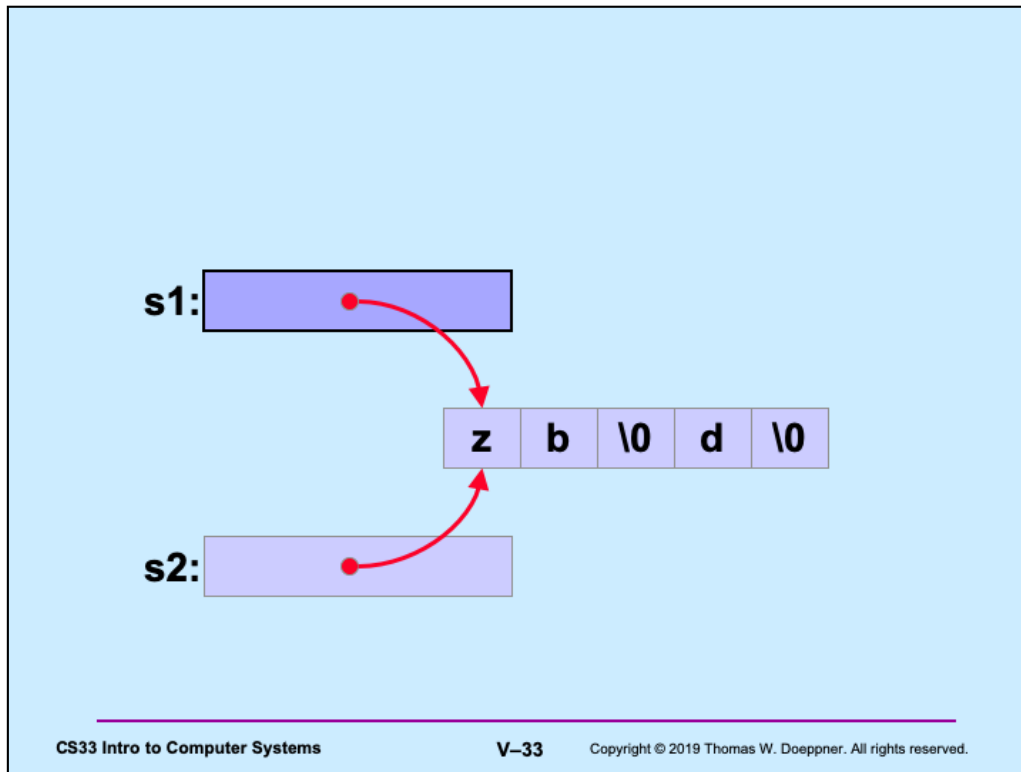 s1:
z b \0 d \0
s2:
CS33 Intro to Computer Systems V–33 Copyright © 2019 Thomas W. Doeppner. All rights reserved.